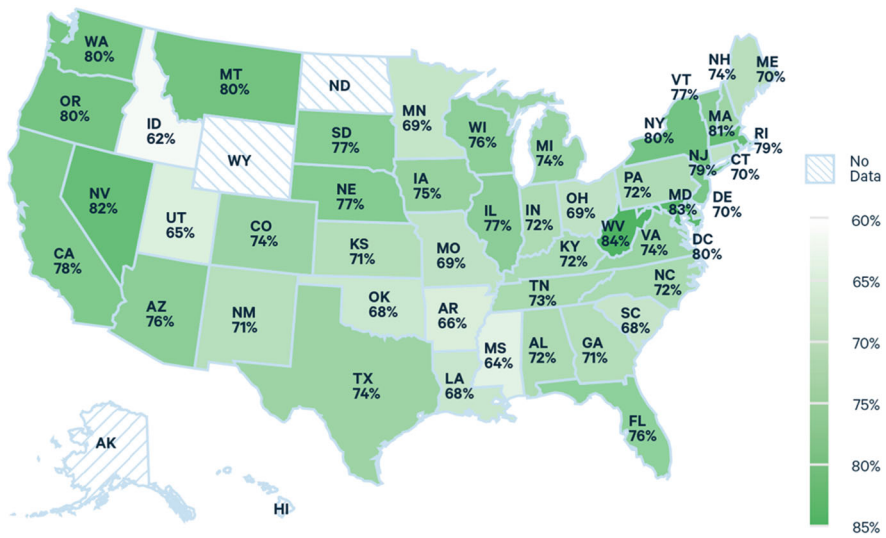 WA
80%
OR
80%
ID
62%
MT
80%
ND
WY
SD
77%
NE
77%
NV
82%
UT
65%
CO
74%
CA
78%
AZ
76%
NM
71%
KS
71%
OK
68%
TX
74%
MN
69%
IA
75%
MO
69%
AR
66%
LA
68%
WI
76%
IL
77%
MI
74%
IN
72%
OH
69%
KY
72%
TN
73%
MS
64%
AL
72%
GA
71%
FL
76%
SC
68%
NC
72%
VA
74%
WV
84%
PA
72%
NY
80%
VT
77%
NH
74%
ME
70%
MA
81%
RI
79%
CT
70%
NJ
79%
DE
70%
MD
83%
DC
80%
AK
HI
No
Data
60%
65%
70%
75%
80%
85%